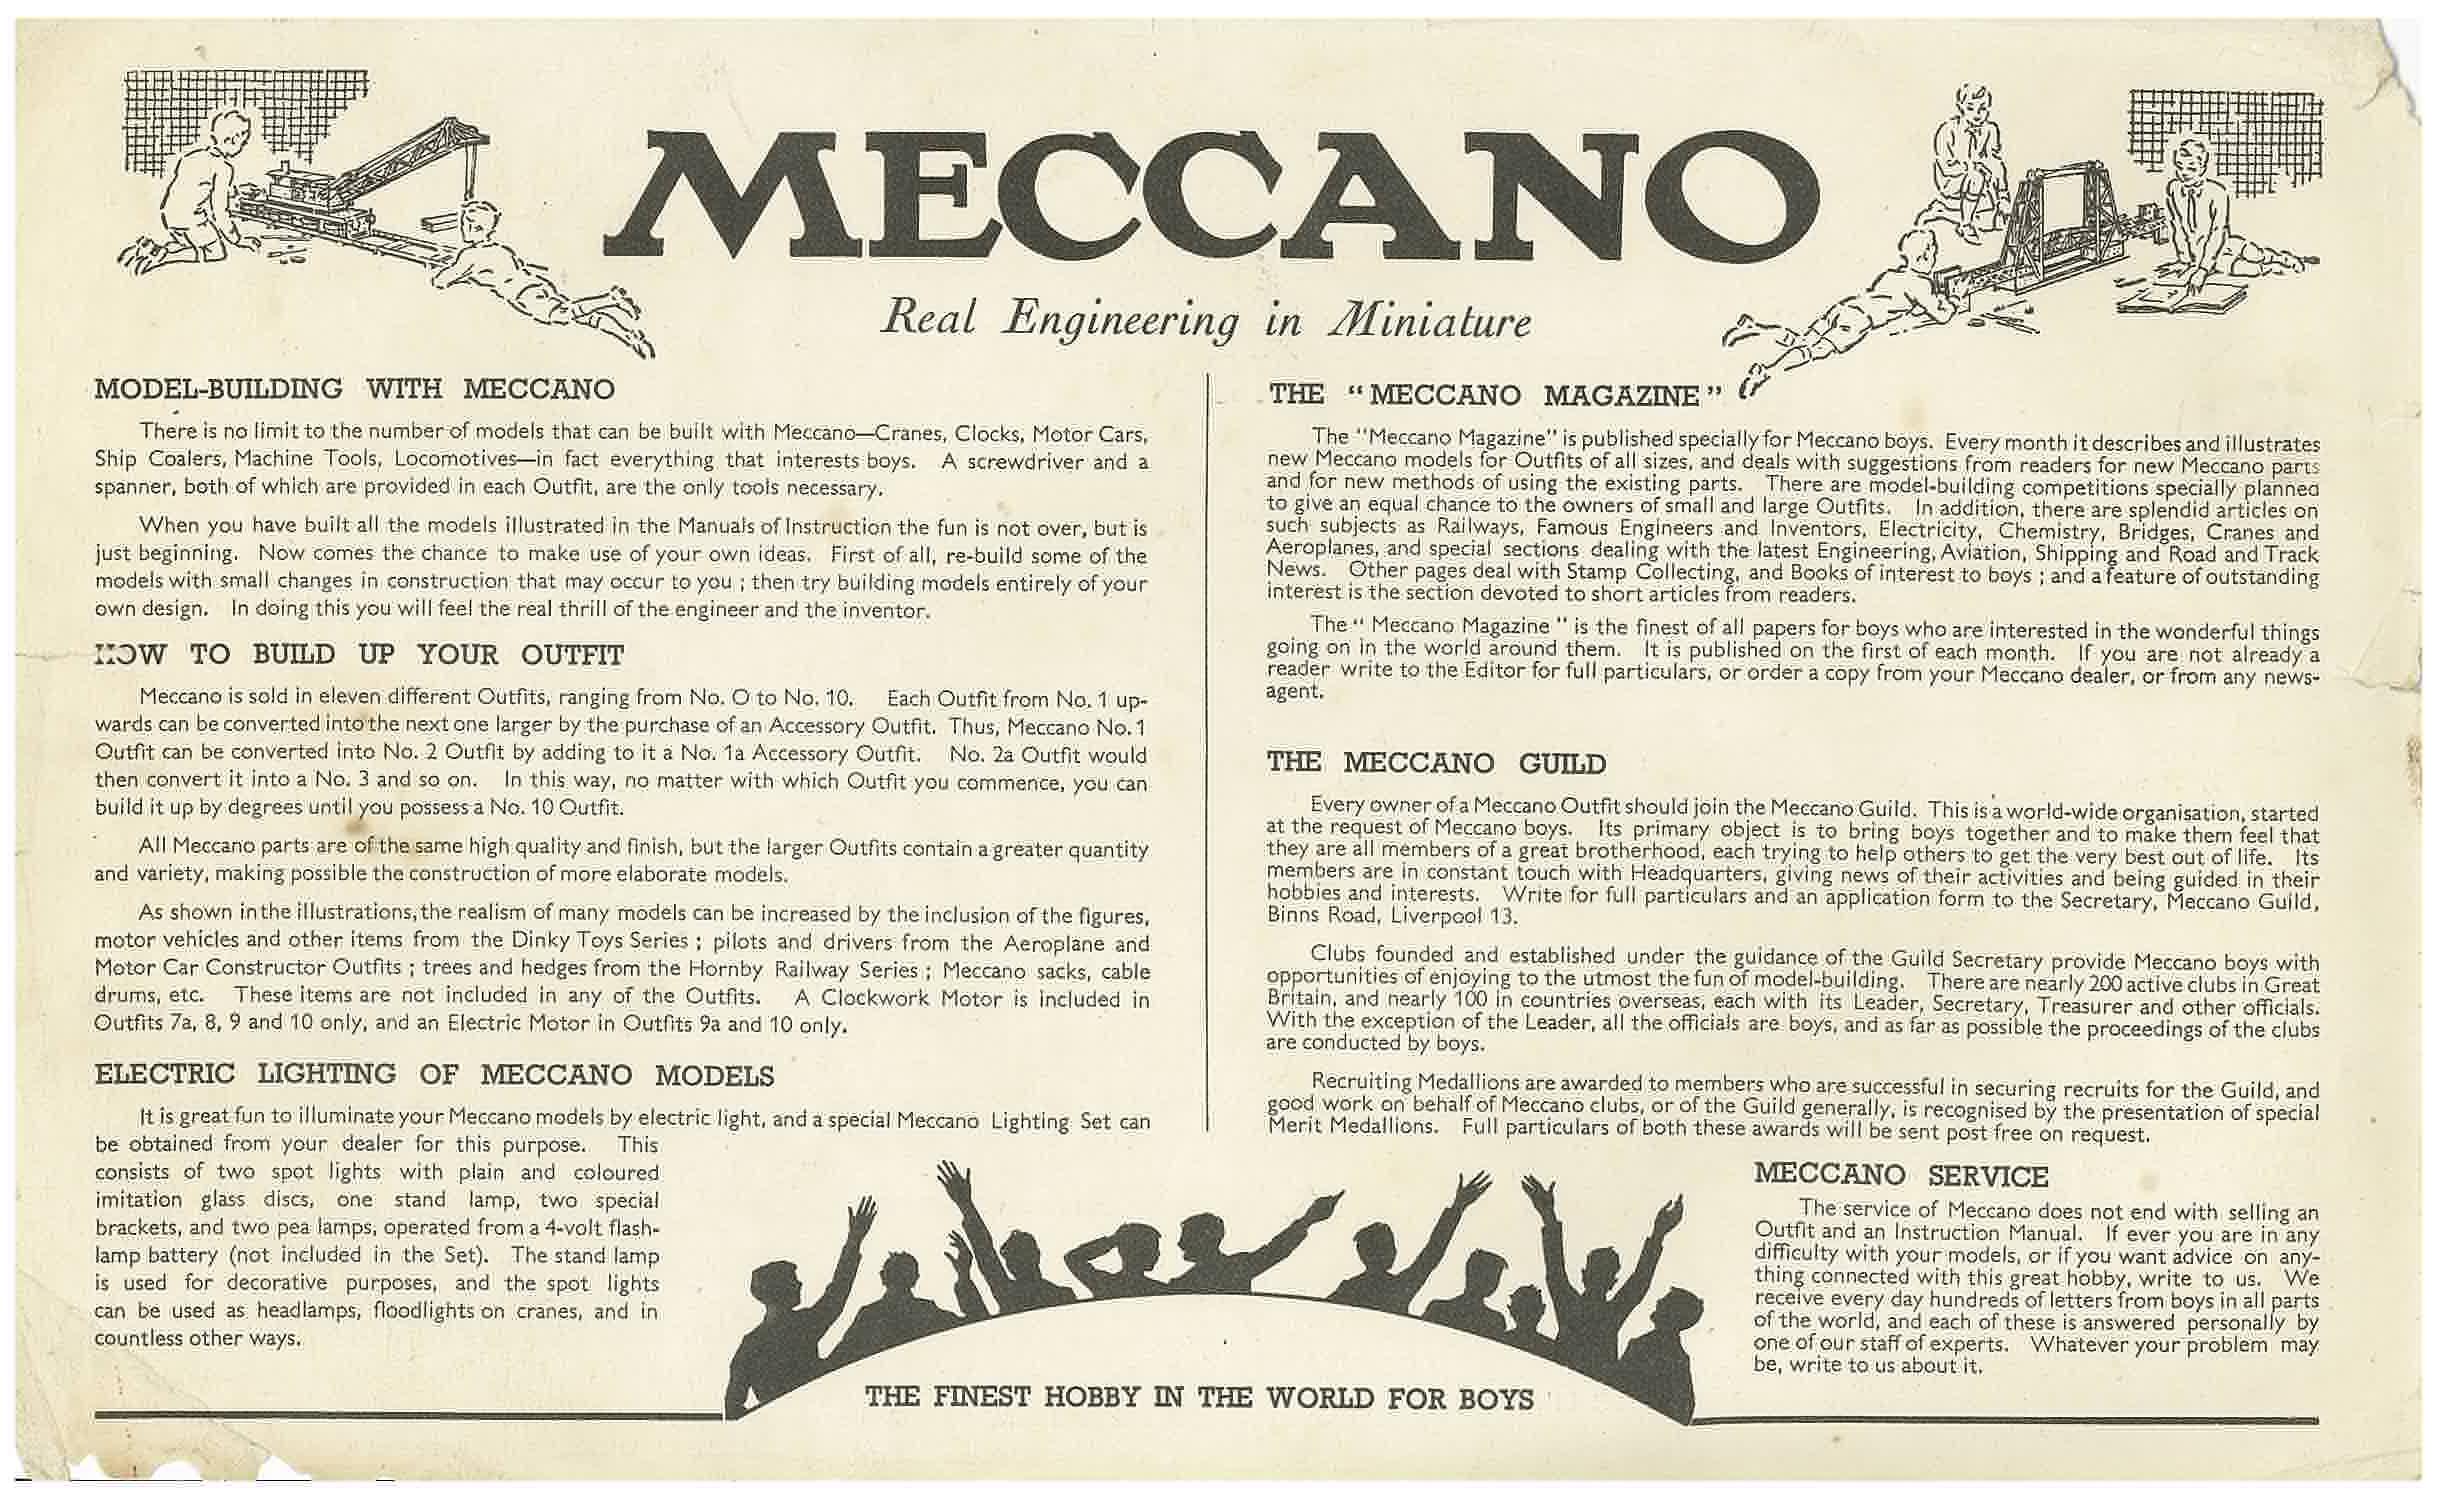 MECCANO
Real Engineering in Miniature
MODEL-BUILDING WITH MECCANO
There is no limit to the number of models that can be built with Meccano—Cranes, Clocks, Motor Cars,
Ship Coalers, Machine Tools, Locomotives—in fact everything that interests boys. A screwdriver and a
spanner, both of which are provided in each Outfit, are the only tools necessary.
When you have built all the models illustrated in the Manuals of Instruction the fun is not over, but is
just beginning. Now comes the chance to make use of your own ideas. First of all, re-build some of the
models with small changes in construction that may occur to you ; then try building models entirely of your
own design. In doing this you will feel the real thrill of the engineer and the inventor.
HOW TO BUILD UP YOUR OUTFIT
Meccano is sold in eleven different Outfits, ranging from No. O to No. 10. Each Outfit from No. 1 up-
wards can be converted into the next one larger by the purchase of an Accessory Outfit. Thus, Meccano No. 1
Outfit can be converted into No. 2 Outfit by adding to it a No. 1a Accessory Outfit. No. 2a Outfit would
then convert it into a No. 3 and so on. In this way, no matter with which Outfit you commence, you can
build it up by degrees until you possess a No. 10 Outfit.
All Meccano parts are of the same high quality and finish, but the larger Outfits contain a greater quantity
and variety, making possible the construction of more elaborate models.
As shown in the illustrations, the realism of many models can be increased by the inclusion of the figures,
motor vehicles and other items from the Dinky Toys Series ; pilots and drivers from the Aeroplane and
Motor Car Constructor Outfits ; trees and hedges from the Hornby Railway Series ; Meccano sacks, cable
drums, etc. These items are not included in any of the Outfits. A Clockwork Motor is included in
Outfits 7a, 8, 9 and 10 only, and an Electric Motor in Outfits 9a and 10 only.
ELECTRIC LIGHTING OF MECCANO MODELS
It is great fun to illuminate your Meccano models by electric light, and a special Meccano Lighting Set can
be obtained from your dealer for this purpose. This
consists of two spot lights with plain and coloured
imitation glass discs, one stand lamp, two special
brackets, and two pea lamps, operated from a 4-volt flash-
lamp battery (not included in the Set). The stand lamp
is used for decorative purposes, and the spot lights
can be used as headlamps, floodlights on cranes, and in
countless other ways.
THE "MECCANO MAGAZINE"
The "Meccano Magazine" is published specially for Meccano boys. Every month it describes and illustrates
new Meccano models for Outfits of all sizes, and deals with suggestions from readers for new Meccano parts
and for new methods of using the existing parts. There are model-building competitions specially planned
to give an equal chance to the owners of small and large Outfits. In addition, there are splendid articles on
such subjects as Railways, Famous Engineers and Inventors, Electricity, Chemistry, Bridges, Cranes and
Aeroplanes, and special sections dealing with the latest Engineering, Aviation, Shipping and Road and Track
News. Other pages deal with Stamp Collecting, and Books of interest to boys ; and a feature of outstanding
interest is the section devoted to short articles from readers.
The " Meccano Magazine " is the finest of all papers for boys who are interested in the wonderful things
going on in the world around them. It is published on the first of each month. If you are not already a
reader write to the Editor for full particulars, or order a copy from your Meccano dealer, or from any news-
agent.
THE MECCANO GUILD
Every owner of a Meccano Outfit should join the Meccano Guild. This is a world-wide organisation, started
at the request of Meccano boys. Its primary object is to bring boys together and to make them feel that
they are all members of a great brotherhood, each trying to help others to get the very best out of life. Its
members are in constant touch with Headquarters, giving news of their activities and being guided in their
hobbies and interests. Write for full particulars and an application form to the Secretary, Meccano Guild,
Binns Road, Liverpool 13.
Clubs founded and established under the guidance of the Guild Secretary provide Meccano boys with
opportunities of enjoying to the utmost the fun of model-building. There are nearly 200 active clubs in Great
Britain, and nearly 100 in countries overseas, each with its Leader, Secretary, Treasurer and other officials.
With the exception of the Leader, all the officials are boys, and as far as possible the proceedings of the clubs
are conducted by boys.
Recruiting Medallions are awarded to members who are successful in securing recruits for the Guild, and
good work on behalf of Meccano clubs, or of the Guild generally, is recognised by the presentation of special
Merit Medallions. Full particulars of both these awards will be sent post free on request.
MECCANO SERVICE
The service of Meccano does not end with selling an
Outfit and an Instruction Manual. If ever you are in any
difficulty with your models, or if you want advice on any-
thing connected with this great hobby, write to us. We
receive every day hundreds of letters from boys in all parts
of the world, and each of these is answered personally by
one of our staff of experts. Whatever your problem may
be, write to us about it.
THE FINEST HOBBY IN THE WORLD FOR BOYS